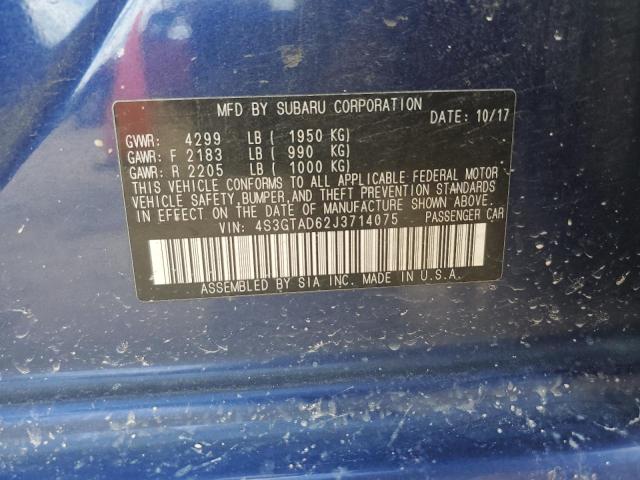 MFD BY SUBARU CORPORATION
DATE: 10/17
GVWR: 4299 LB ( 1950 KG)
GAWR: F 2183 LB ( 990 KG)
GAWR: R 2205 LB ( 1000 KG)
THIS VEHICLE CONFORMS TO ALL APPLICABLE FEDERAL MOTOR
VEHICLE SAFETY, BUMPER, AND THEFT PREVENTION STANDARDS
IN EFFECT ON THE DATE OF MANUFACTURE SHOWN ABOVE.
VIN: 4S3GTAD62J3714075 PASSENGER CAR
ASSEMBLED BY SIA INC. MADE IN U.S.A.